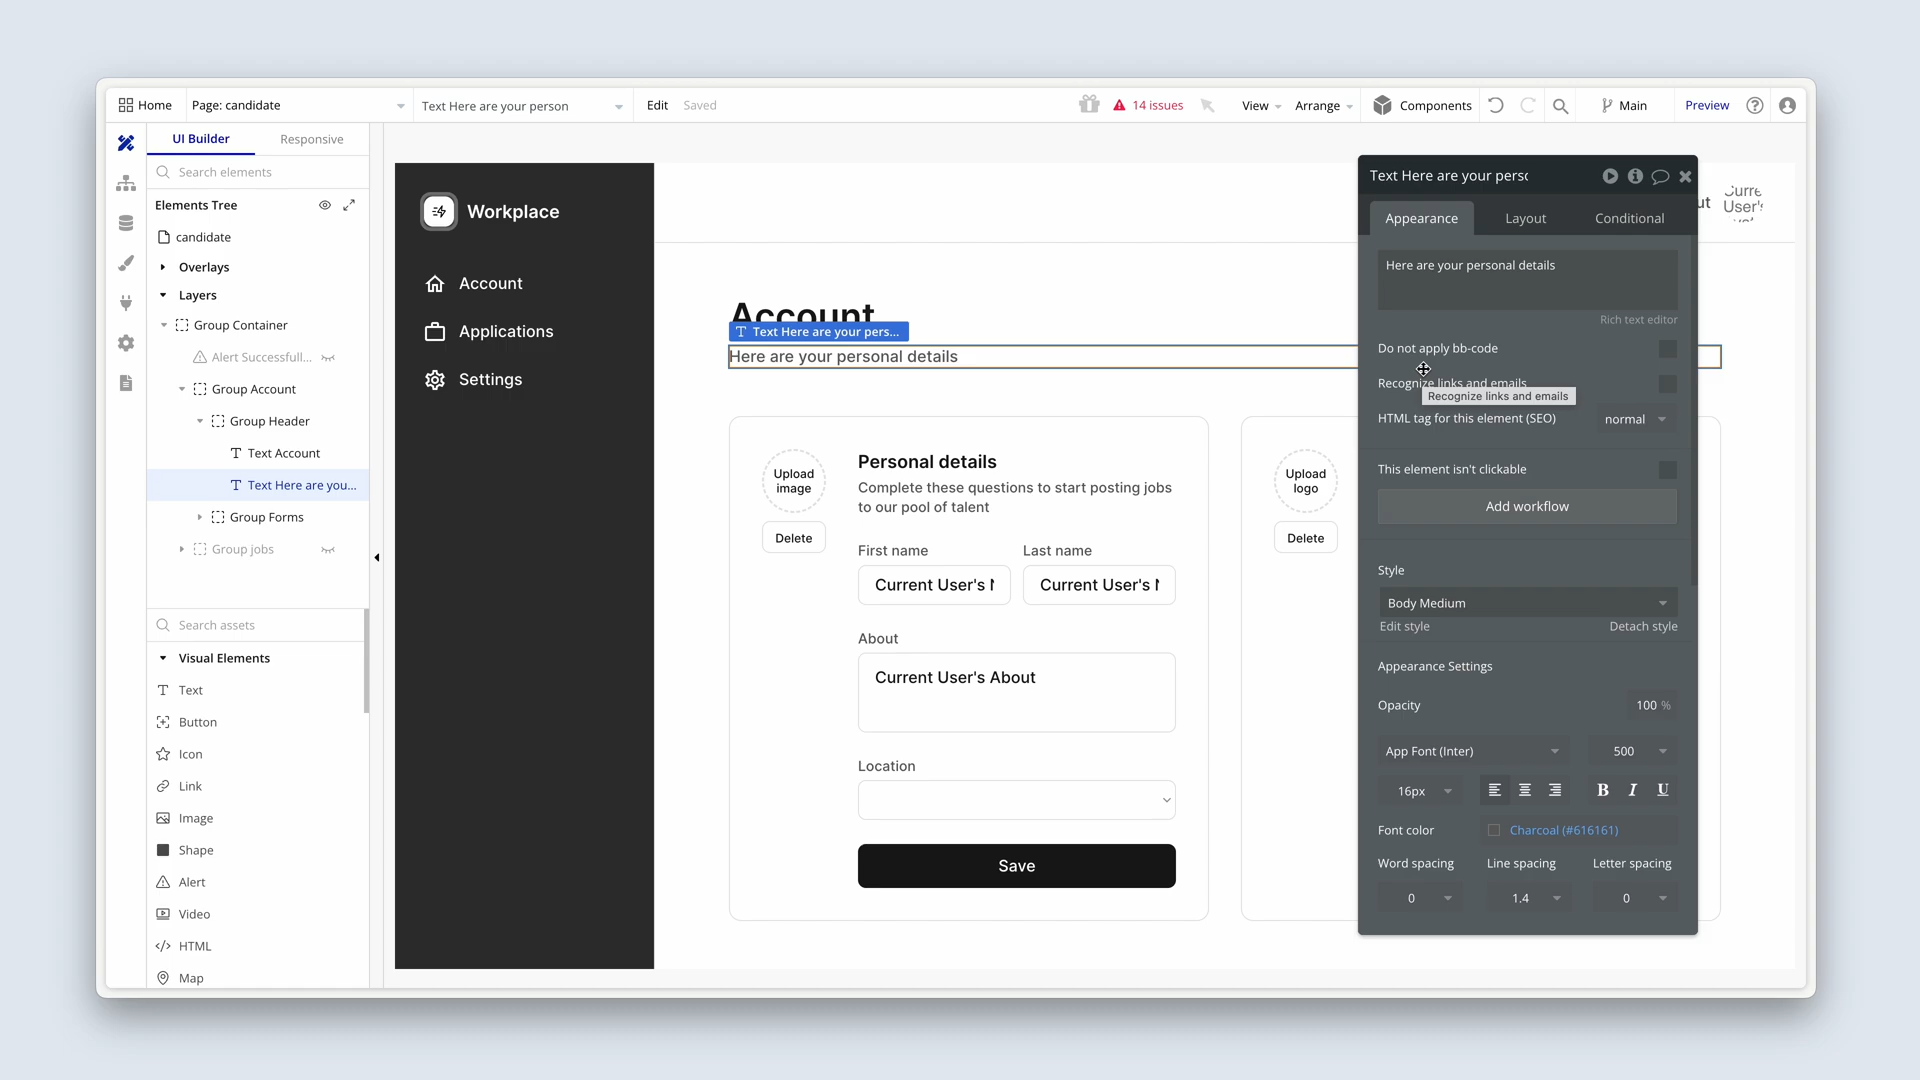 Home
Page: candidate
Text Here are your person
Edit
Saved
14 issues
View
Arrange
Components
Main
Preview
UI Builder
Responsive
Search elements
Elements Tree
candidate
Overlays
Layers
Group Container
Alert Successfull...
Group Account
Group Header
Text Account
Text Here are you...
Group Forms
Group jobs
Search assets
Visual Elements
Text
Button
Icon
Link
Image
Shape
Alert
Video
HTML
Map
Workplace
Account
Applications
Settings
Account
Text Here are your pers...
Here are your personal details
Upload
image
Delete
Personal details
Complete these questions to start posting jobs
to our pool of talent
First name
Last name
Current User's
Current User's
About
Current User's About
Location
Save
Upload
logo
Delete
ut
Curre
User's
Text Here are your perso
Appearance
Layout
Conditional
Here are your personal details
Rich text editor
Do not apply bb-code
Recognize links and emails
Recognize links and emails
HTML tag for this element (SEO)
normal
This element isn't clickable
Add workflow
Style
Body Medium
Edit style
Detach style
Appearance Settings
Opacity
100 %
App Font (Inter)
500
16px
B I U
Font color
Charcoal (#616161)
Word spacing
Line spacing
Letter spacing
0
1.4
0